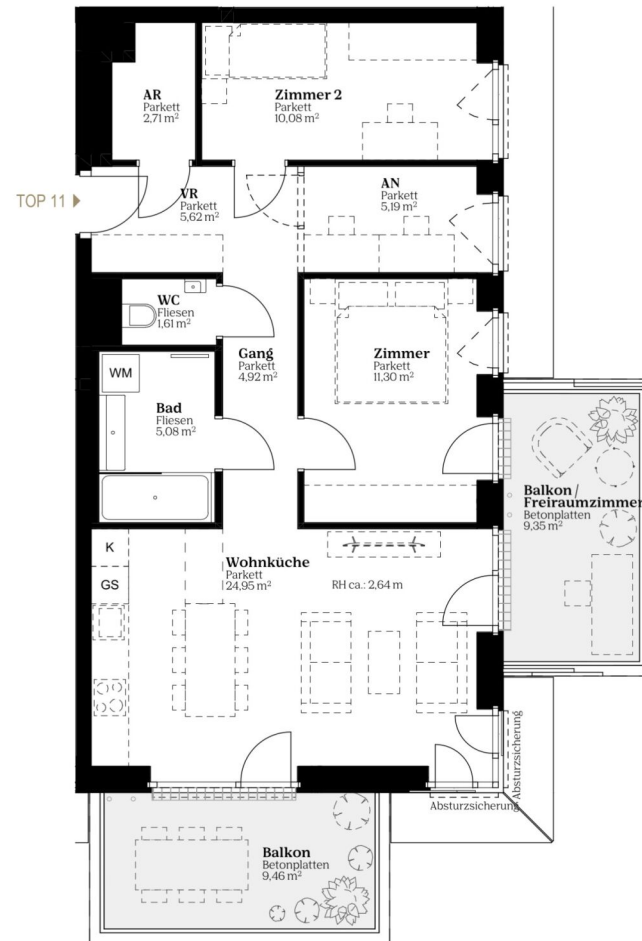 AR
Parkett
2,71 m²
Zimmer 2
Parkett
10,08 m²
TOP 11
VR
Parkett
5,62 m²
AN
Parkett
5,19 m²
WC
Fliesen
1,61 m²
Gang
Parkett
4,92 m²
Zimmer
Parkett
11,30 m²
WM
Bad
Fliesen
5,08 m²
Balkon /
Freiraumzimmer
Betonplatten
9,35 m²
K
GS
Wohnküche
Parkett
24,95 m²
RH ca.: 2,64 m
Absturzsicherung
Absturzsicherung
Balkon
Betonplatten
9,46 m²